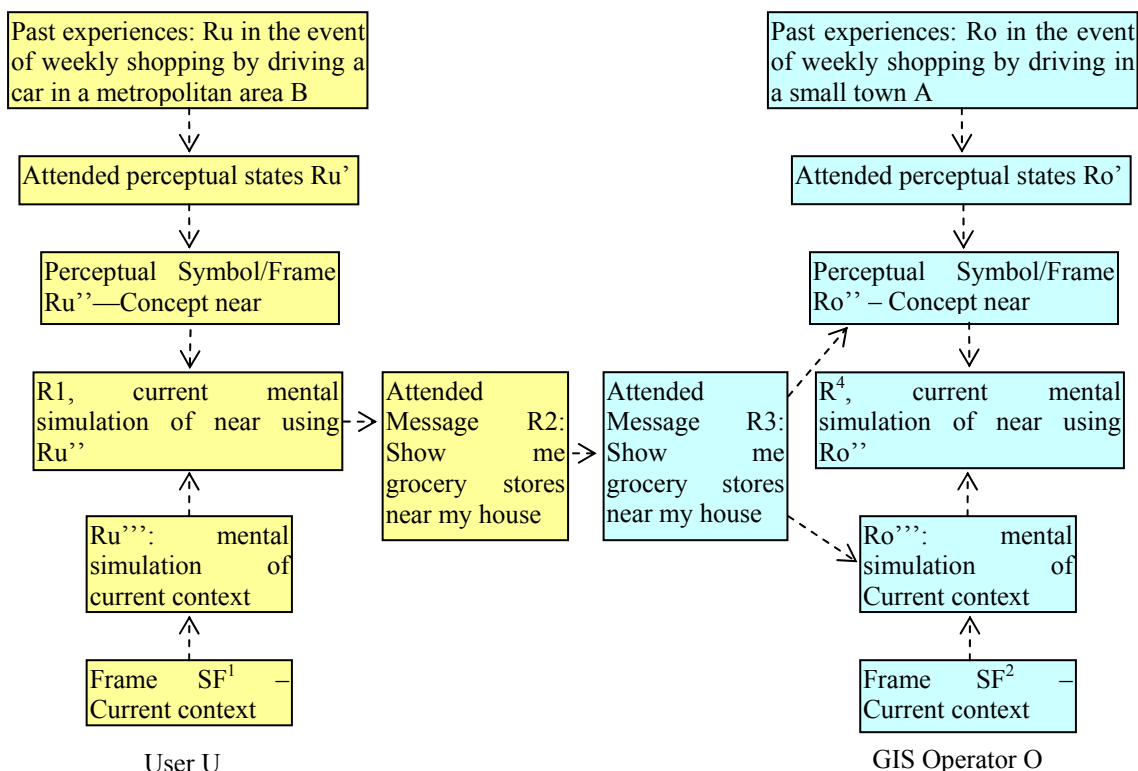 Past experiences: Ru in the event
of weekly shopping by driving a
car in a metropolitan area B
Attended perceptual states Ru'
Perceptual Symbol/Frame
Ru’’—Concept near
R1, current mental
simulation of near using
Ru’’
Ru’’’: mental
simulation of
current context
Frame SF¹ –
Current context
User U
Attended
Message R2:
Show me
grocery stores
near my house
Attended
Message R3:
Show me
grocery stores
near my house
Past experiences: Ro in the event
of weekly shopping by driving in
a small town A
Attended perceptual states Ro'
Perceptual Symbol/Frame
Ro’’ – Concept near
R⁴, current mental
simulation of near using
Ro’’
Ro’’’: mental
simulation of
Current context
Frame SF² –
Current context
GIS Operator O